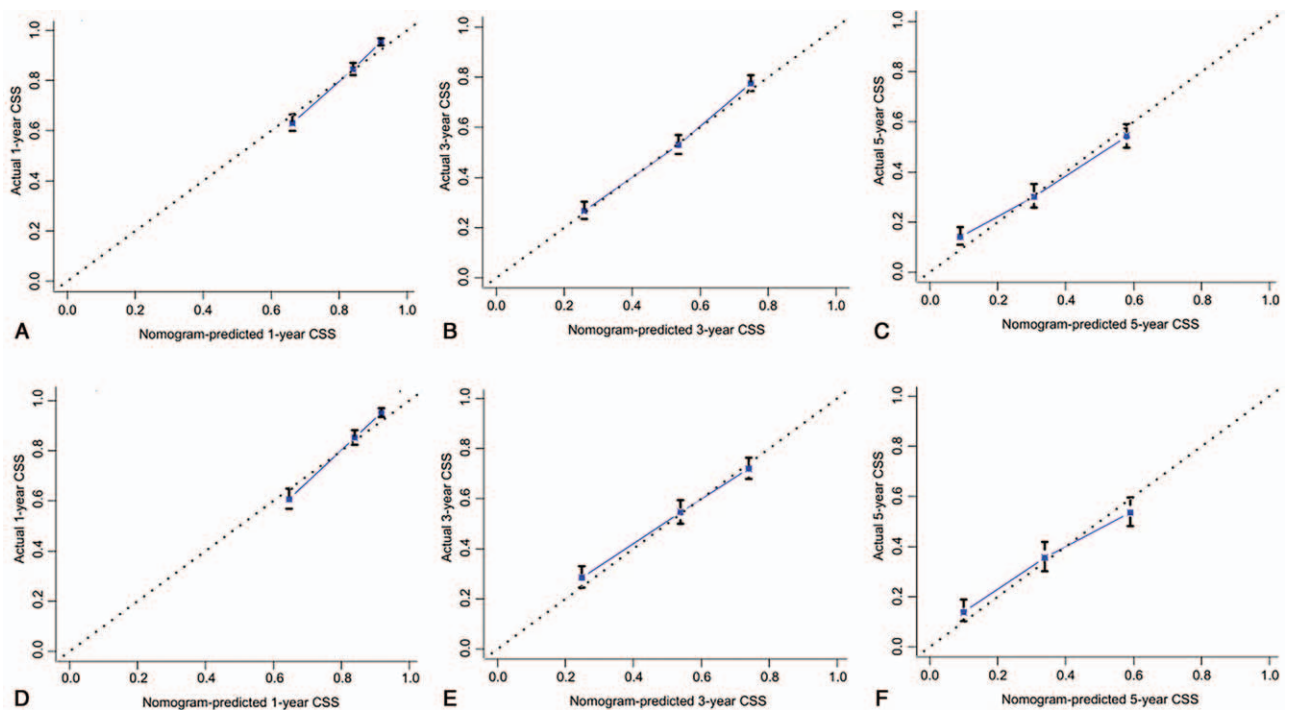 Actual 1-year CSS
0.0 0.2 0.4 0.6 0.8 1.0
0.0 0.2 0.4 0.6 0.8 1.0
Nomogram-predicted 1-year CSS
A
Actual 3-year CSS
0.0 0.2 0.4 0.6 0.8 1.0
0.0 0.2 0.4 0.6 0.8 1.0
Nomogram-predicted 3-year CSS
B
Actual 5-year CSS
0.0 0.2 0.4 0.6 0.8 1.0
0.0 0.2 0.4 0.6 0.8 1.0
Nomogram-predicted 5-year CSS
C
Actual 1-year CSS
0.0 0.2 0.4 0.6 0.8 1.0
0.0 0.2 0.4 0.6 0.8 1.0
Nomogram-predicted 1-year CSS
D
Actual 3-year CSS
0.0 0.2 0.4 0.6 0.8 1.0
0.0 0.2 0.4 0.6 0.8 1.0
Nomogram-predicted 3-year CSS
E
Actual 5-year CSS
0.0 0.2 0.4 0.6 0.8 1.0
0.0 0.2 0.4 0.6 0.8 1.0
Nomogram-predicted 5-year CSS
F